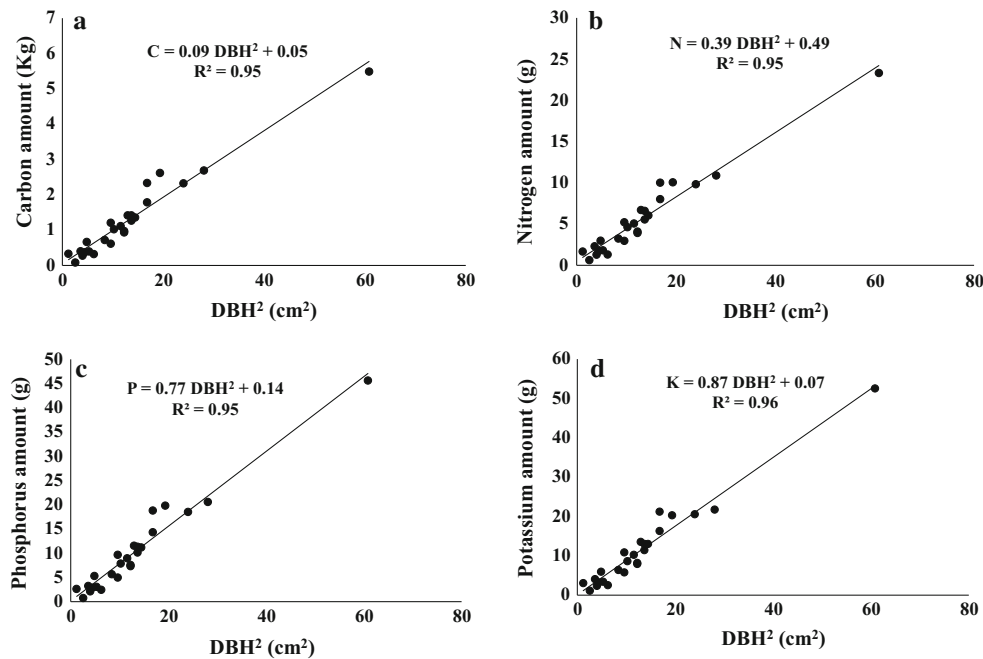 a
C = 0.09 DBH² + 0.05
R² = 0.95
Carbon amount (Kg)
7
6
5
4
3
2
1
0
0 20 40 60 80
DBH² (cm²)
b
N = 0.39 DBH² + 0.49
R² = 0.95
Nitrogen amount (g)
30
25
20
15
10
5
0
0 20 40 60 80
DBH² (cm²)
c
P = 0.77 DBH² + 0.14
R² = 0.95
Phosphorus amount (g)
50
45
40
35
30
25
20
15
10
5
0
0 20 40 60 80
DBH² (cm²)
d
K = 0.87 DBH² + 0.07
R² = 0.96
Potassium amount (g)
60
50
40
30
20
10
0
0 20 40 60 80
DBH² (cm²)